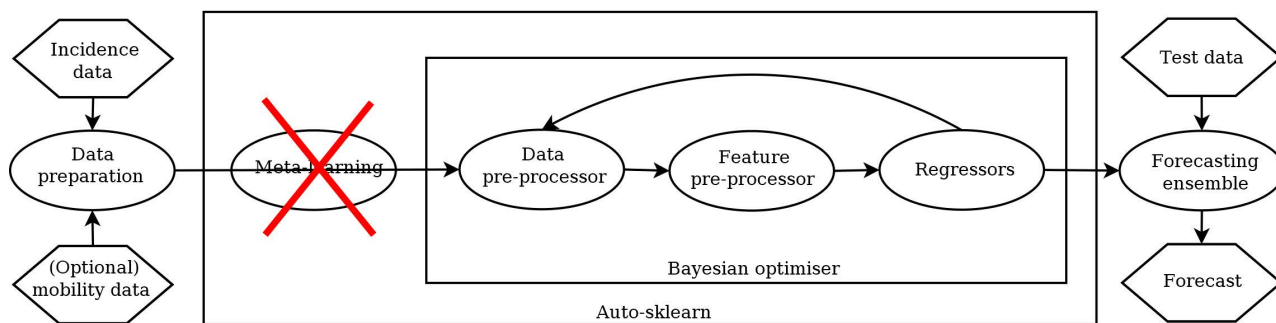 Incidence
data
Data
preparation
(Optional)
mobility data
Meta-learning
Data
pre-processor
Feature
pre-processor
Regressors
Bayesian optimiser
Auto-sklearn
Test data
Forecasting
ensemble
Forecast